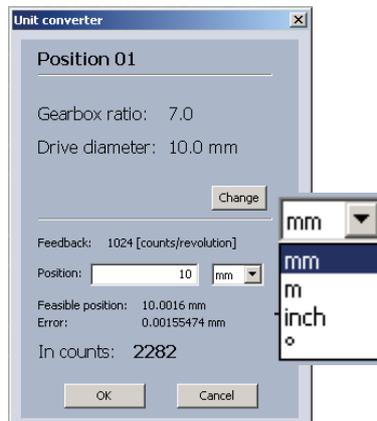 Unit converter
Position 01
Gearbox ratio: 7.0
Drive diameter: 10.0 mm
Change
Feedback: 1024 [counts/revolution]
Position: 10 mm
Feasible position: 10.0016 mm
Error: 0.00155474 mm
In counts: 2282
OK Cancel
mm
mm
m
inch
°